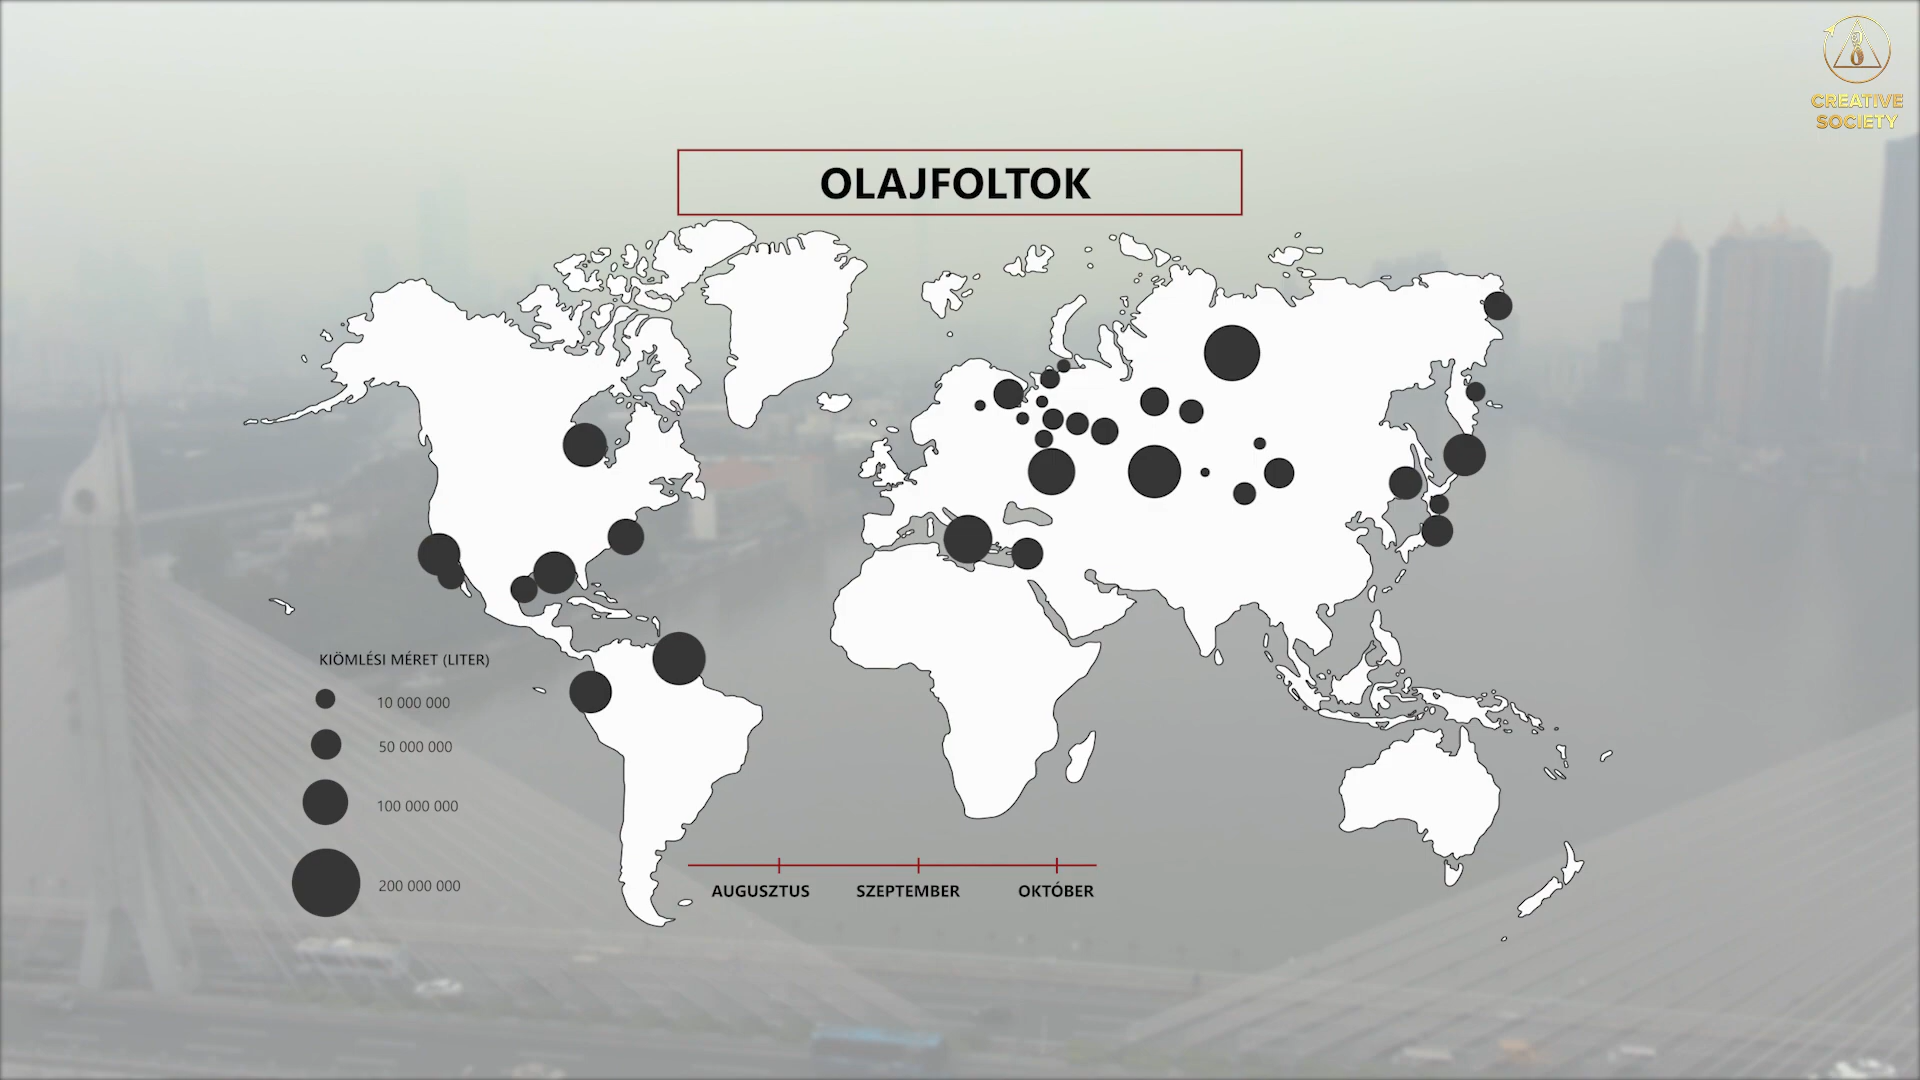 CREATIVE
SOCIETY
OLAJFOLTOK
KIÖMLÉSI MÉRET (LITER)
10 000 000
50 000 000
100 000 000
200 000 000
AUGUSZTUS
SZEPTEMBER
OKTÓBER